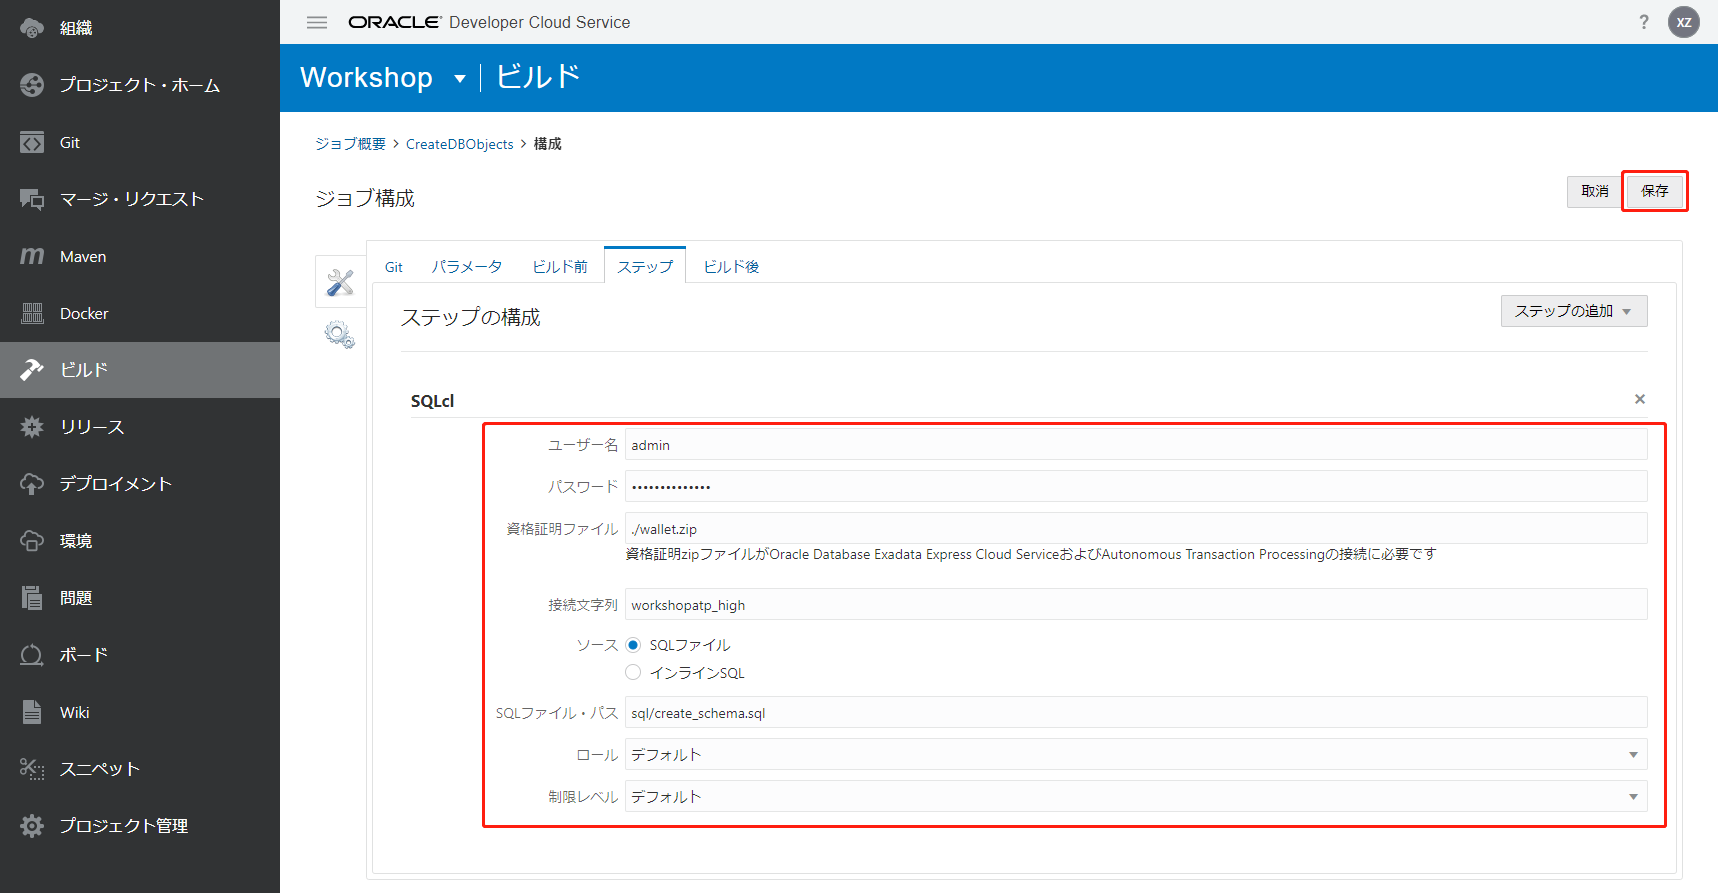 ORACLE Developer Cloud Service
?
XZ
組織
プロジェクト・ホーム
Git
マージ・リクエスト
Maven
Docker
ビルド
リリース
デプロイメント
環境
問題
ボード
Wiki
スニペット
プロジェクト管理
Workshop
ビルド
ジョブ概要 > CreateDBObjects > 構成
ジョブ構成
取消
保存
Git
パラメータ
ビルド前
ステップ
ビルド後
ステップの構成
ステップの追加
SQLcl
ユーザー名 admin
パスワード ••••••••••••••
資格証明ファイル ./wallet.zip
資格証明zipファイルがOracle Database Exadata Express Cloud ServiceおよびAutonomous Transaction Processingの接続に必要です
接続文字列 workshopatp_high
ソース SQLファイル
インラインSQL
SQLファイル・パス sql/create_schema.sql
ロール デフォルト
制限レベル デフォルト